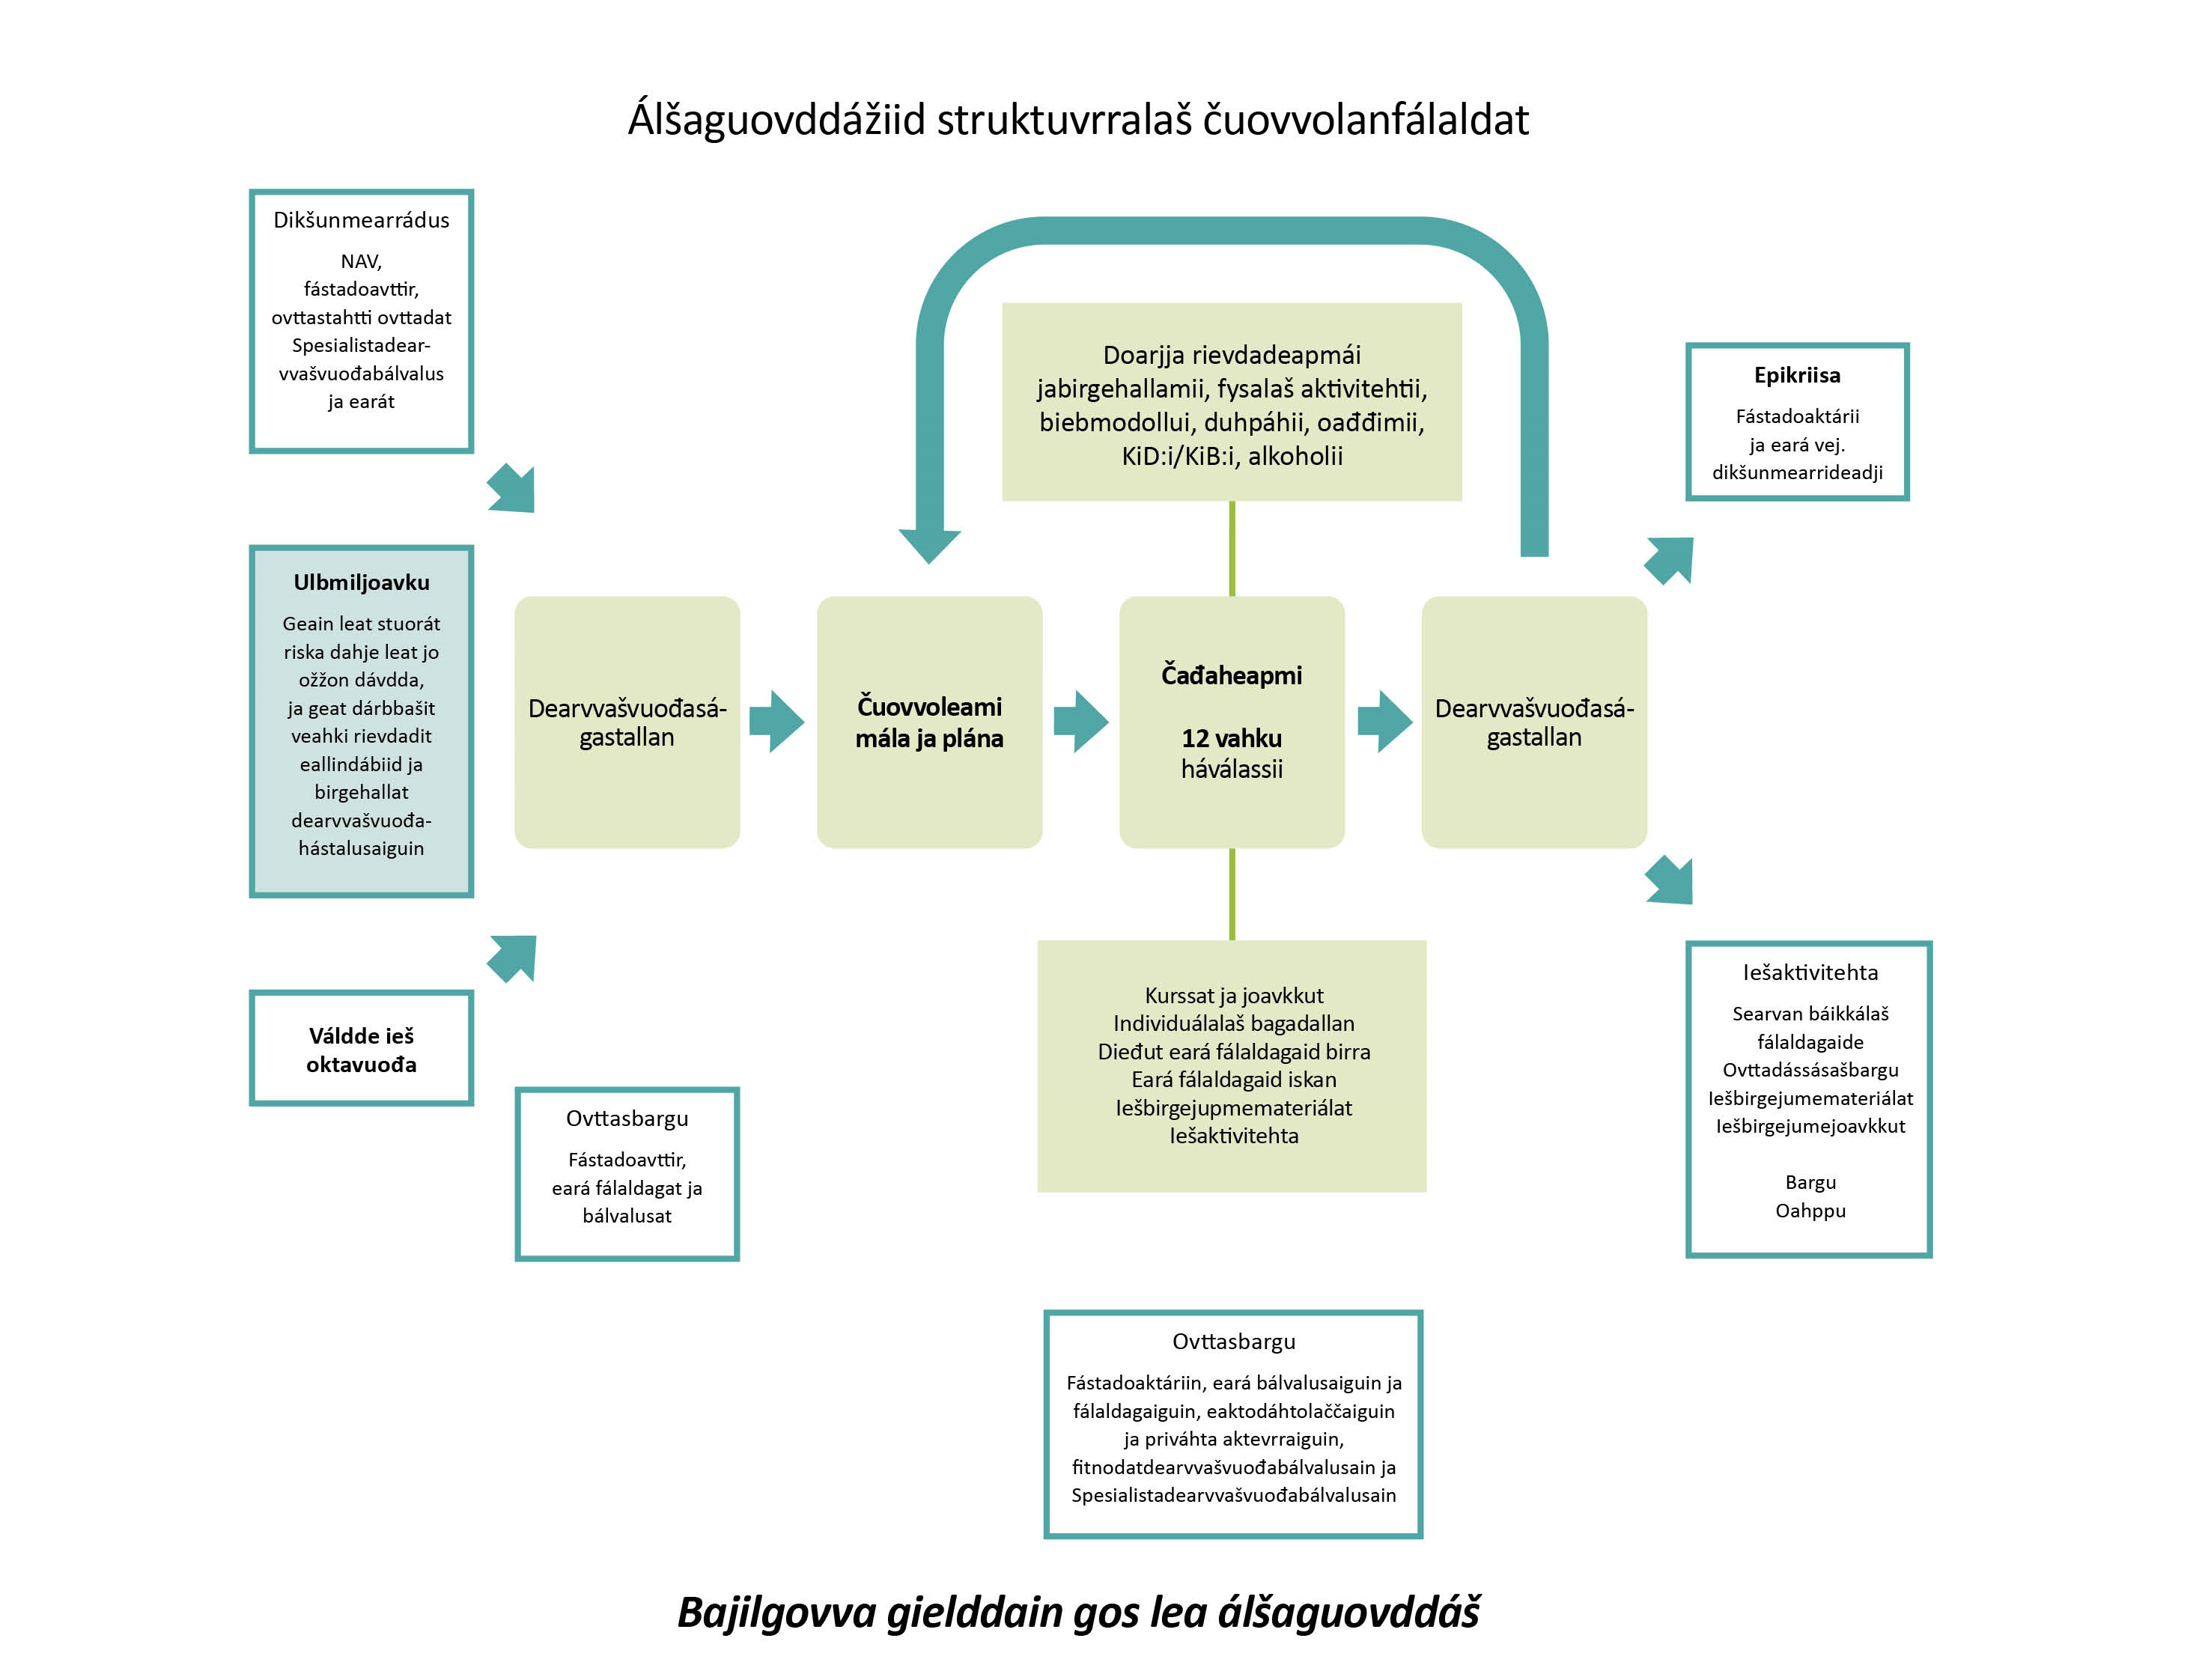 Álšaguovddážiid struktuvrralaš čuovvolanfálaldat
Dikšunmearrádus
NAV,
fástadoavttir,
ovttastahtti ovttadat
Spesialistadear-
vvašvuođabálvalus
ja earát
Ulbmiljoavku
Geain leat stuorát
riska dahje leat jo
ožžon dávdda,
ja geat dárbbašit
veahki rievdadit
eallindábiid ja
birgehallat
dearvvašvuođa-
hástalusaiguin
Váldde ieš
oktavuođa
Dearvvašvuođasá-
gastallan
Ovttasbargu
Fástadoavttir,
eará fálaldagat ja
bálvalusat
Čuovvoleami
mála ja plána
Doarjja rievdadeapmái
jabirgehallamii, fysalaš aktivitehtii,
biebmodollui, duhpáhii, oađđimii,
KiD:i/KiB:i, alkoholii
Čađaheapmi
12 vahku
háválassii
Kurssat ja joavkkut
Individuálalaš bagadallan
Dieđut eará fálaldagaid birra
Eará fálaldagaid iskan
Iešbirgejupmemateriálat
Iešaktivitehta
Ovttasbargu
Fástadoaktáriin, eará bálvalusaiguin ja
fálaldagaiguin, eaktodáhtolaččaiguin
ja priváhta aktevrraiguin,
fitnodatdearvvašvuođabálvalusain ja
Spesialistadearvvašvuođabálvalusain
Dearvvašvuođasá-
gastallan
Epikriisa
Fástadoaktárii
ja eará vej.
dikšunmearrideadji
Iešaktivitehta
Searvan báikkálaš
fálaldagaide
Ovttadássásašbargu
Iešbirgejumemateriálat
Iešbirgejumejoavkkut
Bargu
Oahppu
Bajilgovva gielddain gos lea álšaguovddáš